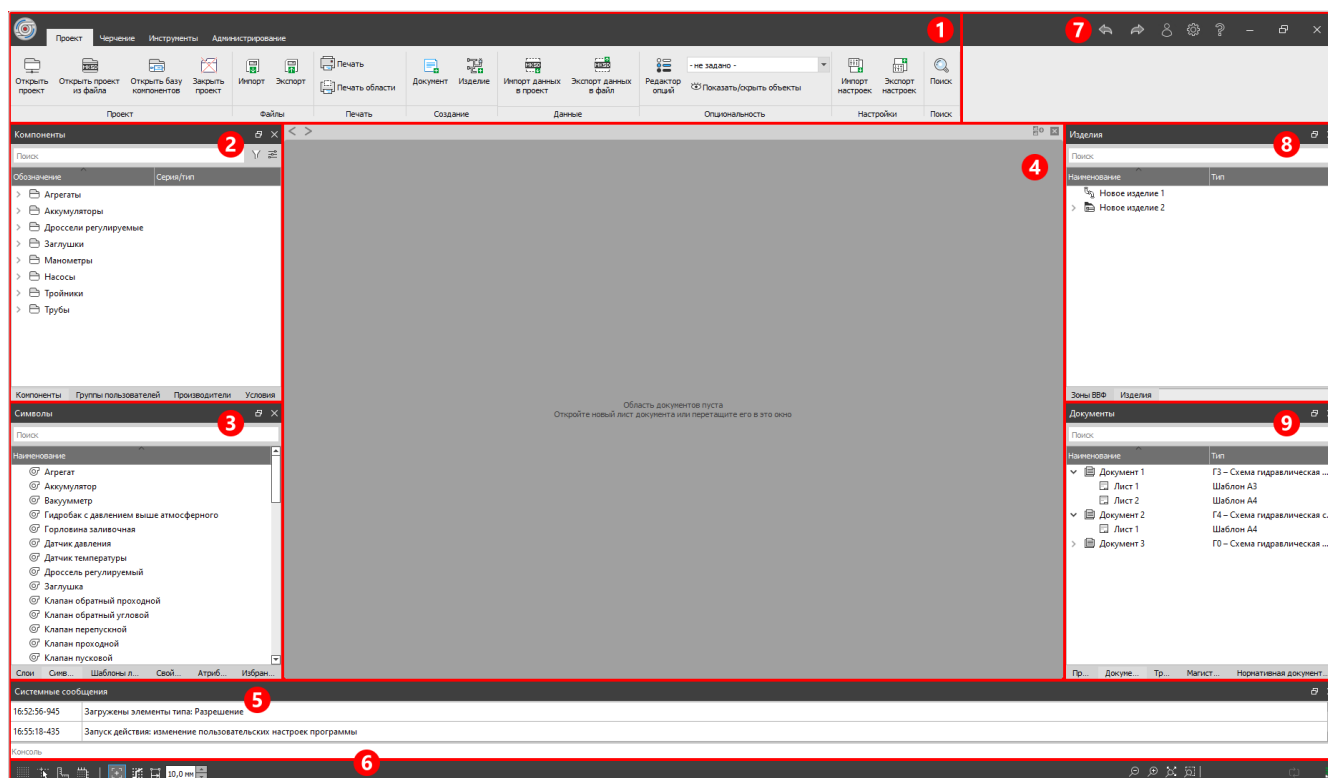 Проект Черчение Инструменты Администрирование
1
7
Открыть проект
Открыть проект из файла
Открыть базу компонентов
Закрыть проект
Импорт
Экспорт
Печать
Печать области
Документ
Изделие
Импорт данных в проект
Экспорт данных в файл
Редактор опций
- не задано -
Показать/скрыть объекты
Импорт настроек
Экспорт настроек
Поиск
Проект Файлы Печать Создание Данные Опциональность Настройки Поиск
Компоненты
2
Поиск
Обозначение Серия/тип
Агрегаты
Аккумуляторы
Дроссели регулируемые
Заглушки
Манометры
Насосы
Тройники
Трубы
Компоненты Группы пользователей Производители Условия
Символы
3
Поиск
Наименование
Агрегат
Аккумулятор
Вакуумметр
Гидробак с давлением выше атмосферного
Горловина заливочная
Датчик давления
Датчик температуры
Дроссель регулируемый
Заглушка
Клапан обратный проходной
Клапан обратный угловой
Клапан перепускной
Клапан проходной
Клапан пусковой
Слои Симв... Шаблоны л... Свой... Атриб... Избран...
4
Область документов пуста
Откройте новый лист документа или перетащите его в это окно
Изделия
8
Поиск
Наименование Тип
Новое изделие 1
Новое изделие 2
Зоны ВВФ Изделия
Документы
9
Поиск
Наименование Тип
Документ 1 Г3 – Схема гидравлическая ...
Лист 1 Шаблон А3
Лист 2 Шаблон А4
Документ 2 Г4 – Схема гидравлическая с.
Лист 1 Шаблон А4
Документ 3 Г0 – Схема гидравлическая ...
Пр... Докуме... Тр... Магист... Нормативная документ...
Системные сообщения
5
16:52:56-945 Загружены элементы типа: Разрешение
16:55:18-435 Запуск действия: изменение пользовательских настроек программы
Консоль
6
10,0 мм